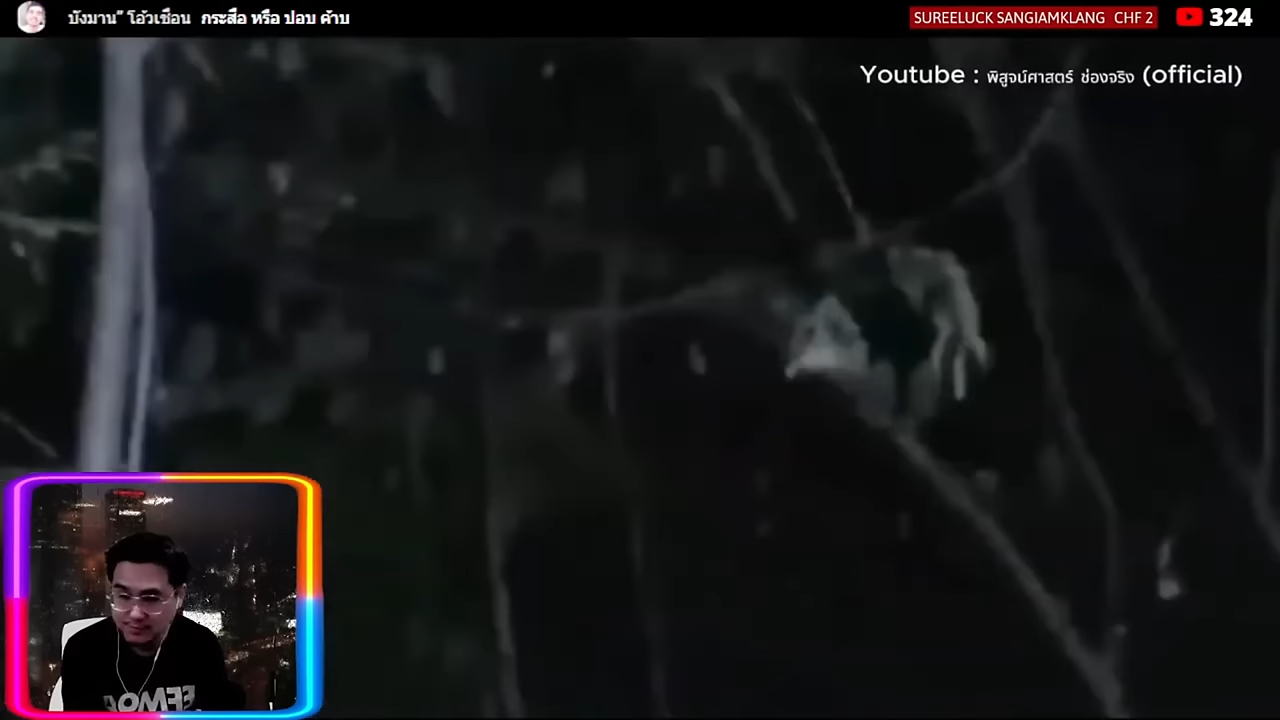 บังมาน” โอ้วเชื่อน กระสือ หรือ ปอบ ค้าบ
SUREELUCK SANGIAMKLANG CHF 2
324
Youtube : พิสูจน์ศาสตร์ ช่องจริง (official)